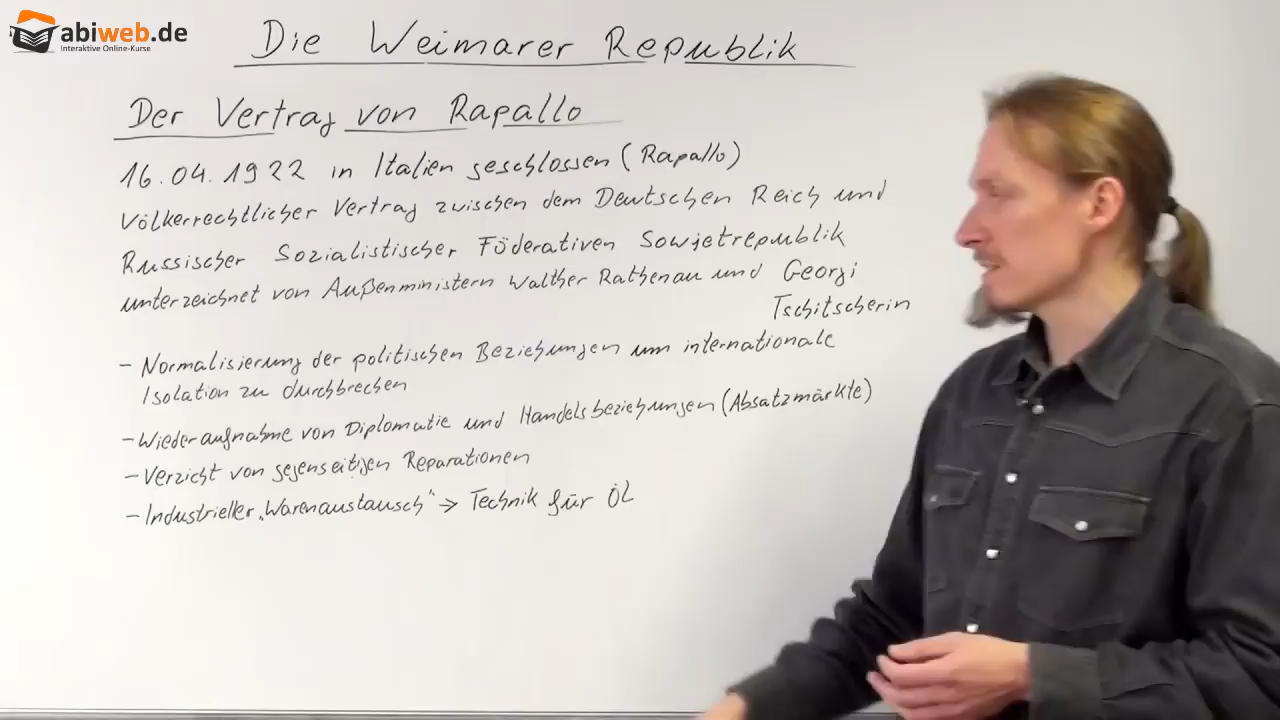 abiweb.de
Interaktive Online-Kurse
Die Weimarer Republik
Der Vertrag von Rapallo
16.04.1922 in Italien geschlossen (Rapallo)
Völkerrechtlicher Vertrag zwischen dem Deutschen Reich und
Russischer Sozialistischer Föderativen Sowjetrepublik
unterzeichnet von Außenministern Walther Rathenau und Georgi
Tschitscherin
- Normalisierung der politischen Beziehungen um internationale
Isolation zu durchbrechen
- Wiederaufnahme von Diplomatie und Handelsbeziehungen (Absatzmärkte)
- Verzicht von gegenseitigen Reparationen
- Industrieller „Warenaustausch" → Technik für Öl